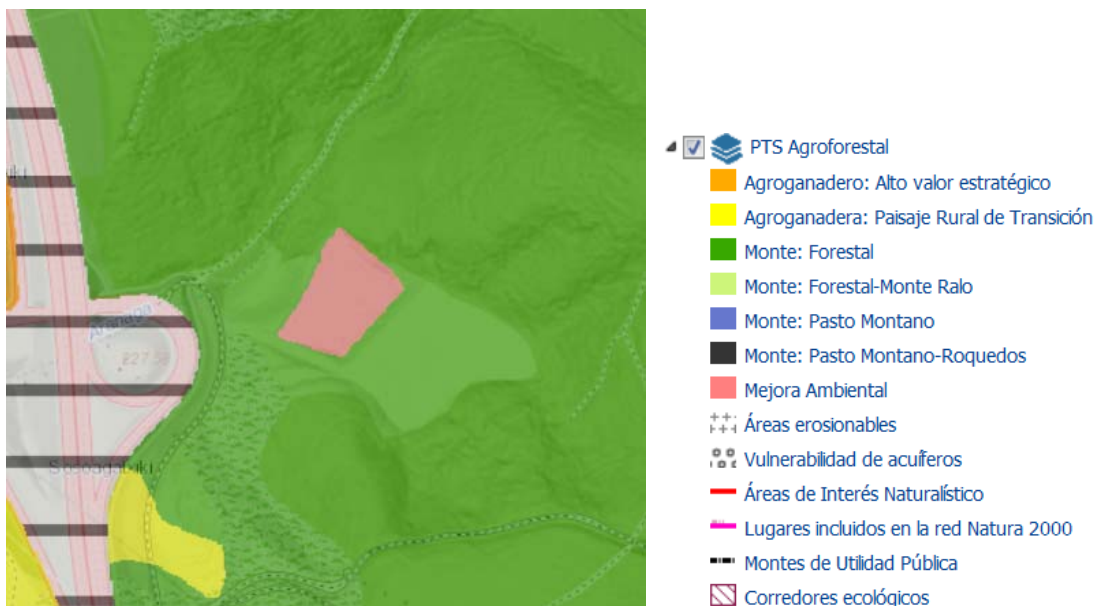 227.58
PTS Agroforestal
Agroganadero: Alto valor estratégico
Agroganadera: Paisaje Rural de Transición
Monte: Forestal
Monte: Forestal-Monte Ralo
Monte: Pasto Montano
Monte: Pasto Montano-Roquedos
Mejora Ambiental
Áreas erosionables
Vulnerabilidad de acuíferos
Áreas de Interés Naturalístico
Lugares incluidos en la red Natura 2000
Montes de Utilidad Pública
Corredores ecológicos